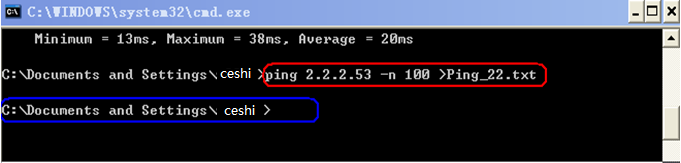 C:\WINDOWS\system32\cmd.exe
Minimum = 13ms, Maximum = 38ms, Average = 20ms
C:\Documents and Settings\ceshi >ping 2.2.2.53 -n 100 >Ping_22.txt
C:\Documents and Settings\ ceshi >